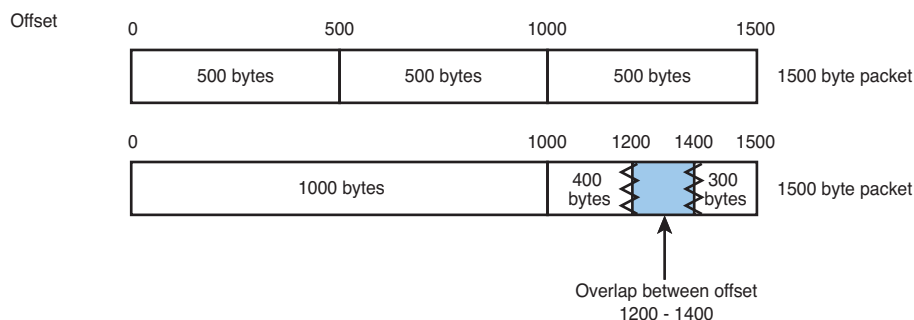 Offset
0 500 1000 1500
500 bytes 500 bytes 500 bytes 1500 byte packet
0 1000 1200 1400 1500
1000 bytes 400 bytes 300 bytes 1500 byte packet
Overlap between offset
1200 - 1400